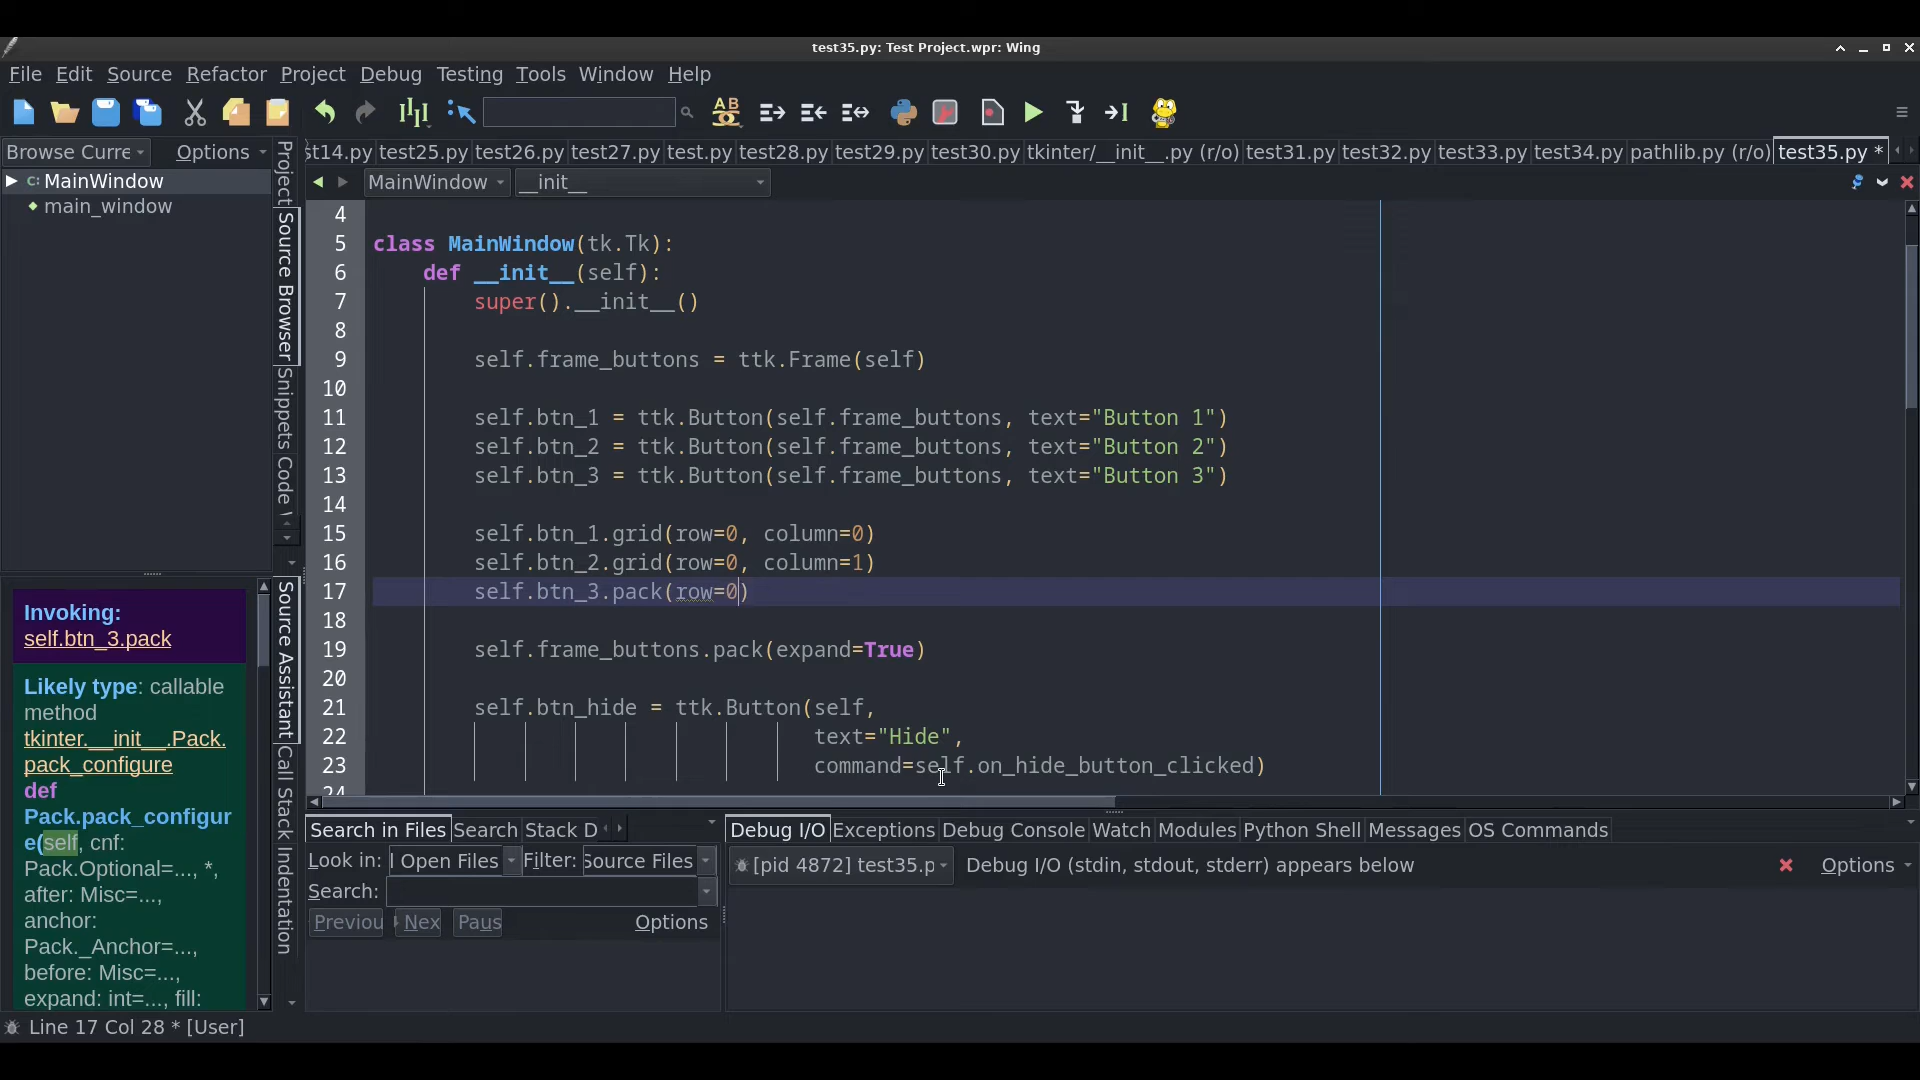 test35.py: Test Project.wpr: Wing
File Edit Source Refactor Project Debug Testing Tools Window Help
Browse Curre Options
st14.py test25.py test26.py test27.py test.py test28.py test29.py test30.py tkinter/__init__.py (r/o) test31.py test32.py test33.py test34.py pathlib.py (r/o) test35.py *
MainWindow __init__
MainWindow
main_window
Project
Source Browser
Snippets
Code
4
5 class MainWindow(tk.Tk):
6 def __init__(self):
7 super().__init__()
8
9 self.frame_buttons = ttk.Frame(self)
10
11 self.btn_1 = ttk.Button(self.frame_buttons, text="Button 1")
12 self.btn_2 = ttk.Button(self.frame_buttons, text="Button 2")
13 self.btn_3 = ttk.Button(self.frame_buttons, text="Button 3")
14
15 self.btn_1.grid(row=0, column=0)
16 self.btn_2.grid(row=0, column=1)
17 self.btn_3.pack(row=0)
18
19 self.frame_buttons.pack(expand=True)
20
21 self.btn_hide = ttk.Button(self,
22 text="Hide",
23 command=self.on_hide_button_clicked)
24
Invoking:
self.btn_3.pack
Likely type: callable
method
tkinter.__init__.Pack.
pack_configure
def
Pack.pack_configur
e(self, cnf:
Pack.Optional=..., *,
after: Misc=...,
anchor:
Pack._Anchor=...,
before: Misc=...,
expand: int=..., fill:
Source Assistant
Call Stack
Indentation
Search in Files Search Stack D
Look in: l Open Files Filter: Source Files
Search:
Previou Nex Paus Options
Debug I/O Exceptions Debug Console Watch Modules Python Shell Messages OS Commands
[pid 4872] test35.p Debug I/O (stdin, stdout, stderr) appears below Options
Line 17 Col 28 * [User]